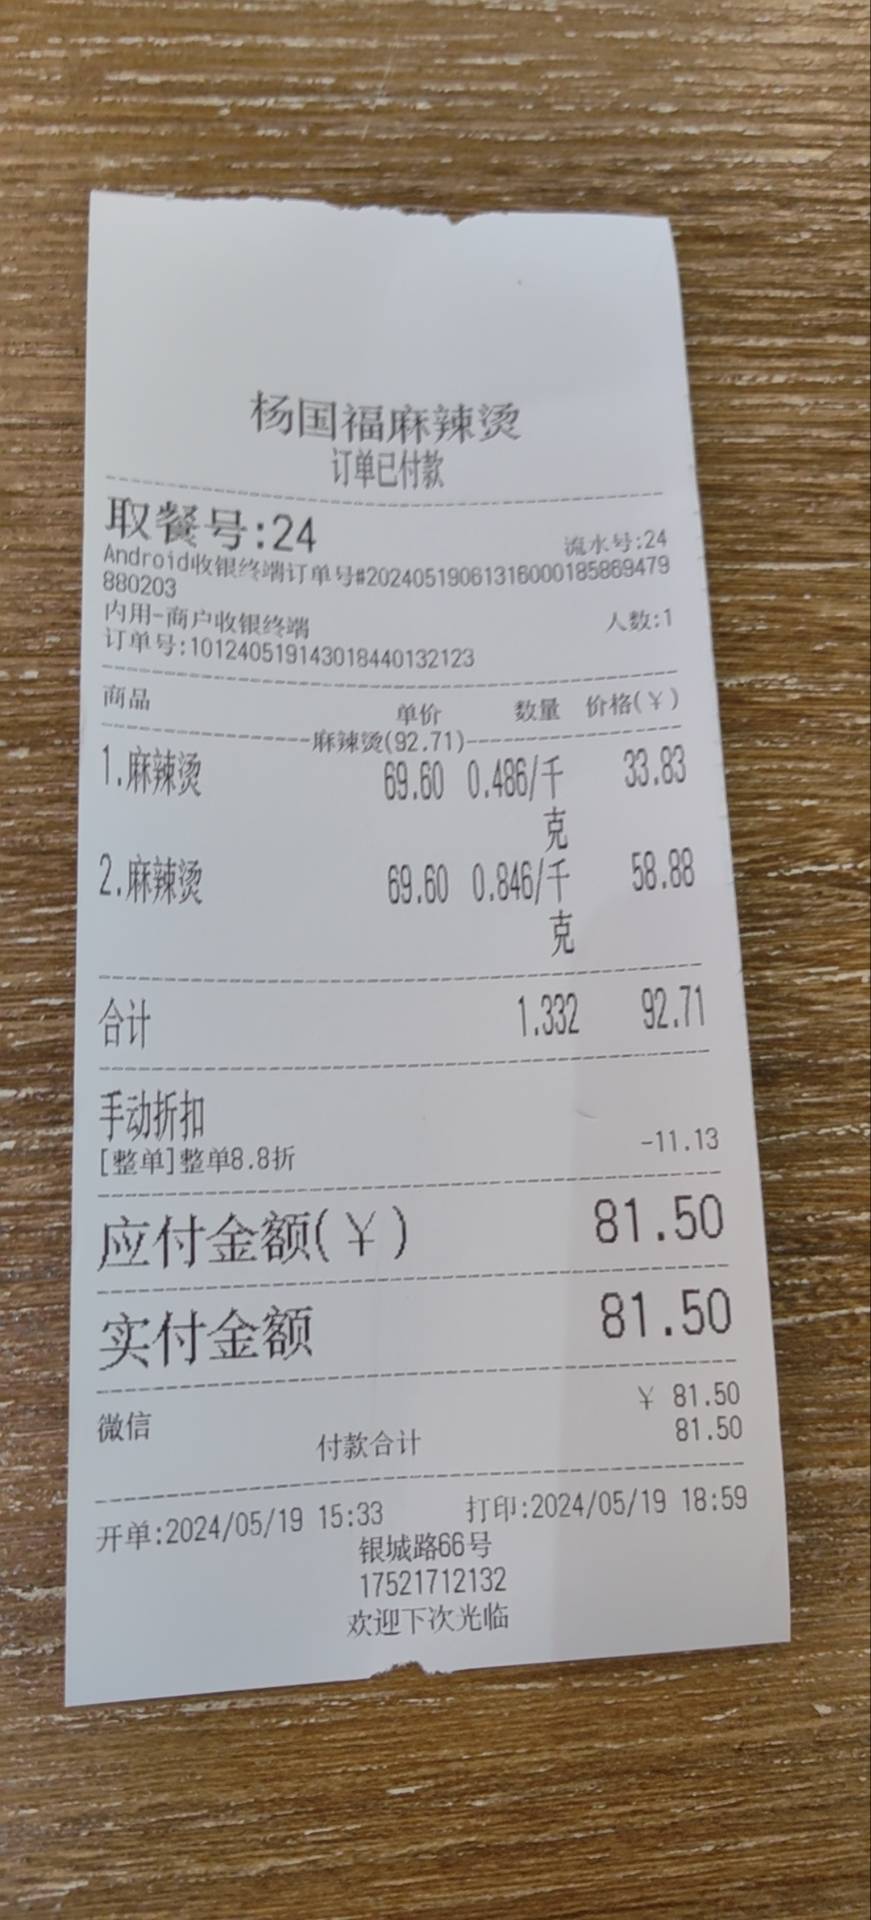 杨国福麻辣烫
订单已付款
取餐号:24 流水号:24
Android收银终端订单号#20240519061316000185869479
880203
内用-商户收银终端 人数:1
订单号:101240519143018440132123
商品 单价 数量 价格(¥)
麻辣烫(92.71)
1.麻辣烫 69.60 0.486/千 33.83
克
2.麻辣烫 69.60 0.846/千 58.88
克
合计 1.332 92.71
手动折扣
[整单]整单8.8折 -11.13
应付金额(¥) 81.50
实付金额 81.50
微信 ¥ 81.50
付款合计 81.50
开单:2024/05/19 15:33 打印:2024/05/19 18:59
银城路66号
17521712132
欢迎下次光临